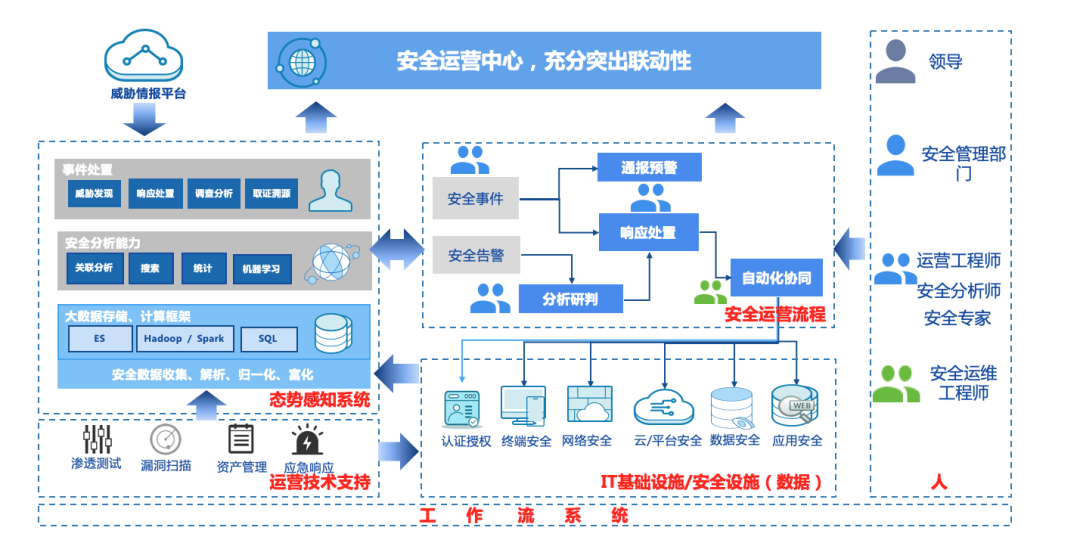 安全运营中心，充分突出联动性
威胁情报平台
事件处置
威胁发现
响应处置
调查分析
取证溯源
安全分析能力
关联分析
搜索
统计
机器学习
大数据存储、计算框架
ES
Hadoop / Spark
SQL
安全数据收集、解析、归一化、富化
态势感知系统
渗透测试
漏洞扫描
资产管理
应急响应
运营技术支持
安全事件
安全告警
通报预警
响应处置
分析研判
自动化协同
安全运营流程
认证授权
终端安全
网络安全
云/平台安全
数据安全
WEB
应用安全
IT基础设施/安全设施（数据）
领导
安全管理部
门
运营工程师
安全分析师
安全专家
安全运维
工程师
人
工 作 流 系 统